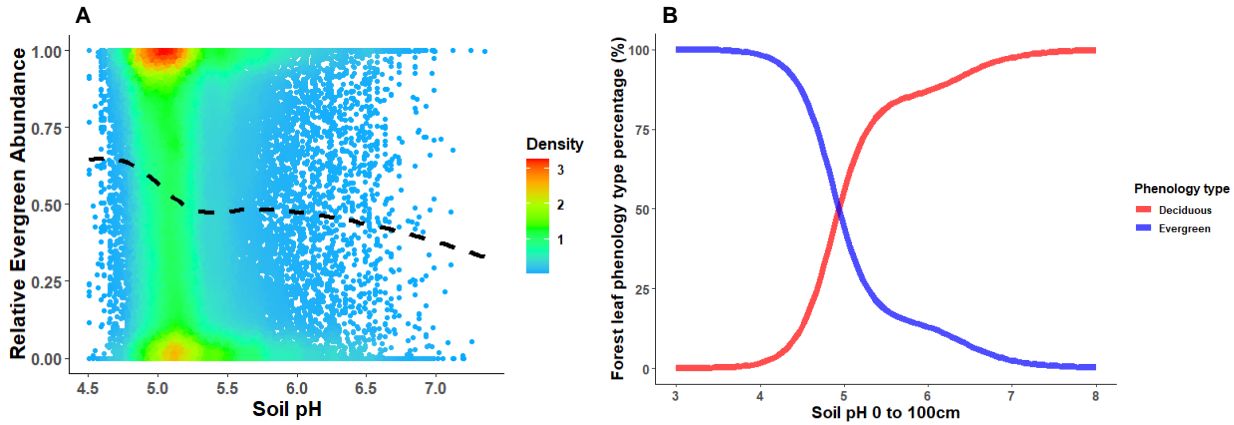 A
Relative Evergreen Abundance
1.00
0.75
0.50
0.25
0.00
4.5 5.0 5.5 6.0 6.5 7.0
Soil pH
Density
3
2
1
B
Forest leaf phenology type percentage (%)
100
75
50
25
0
3 4 5 6 7 8
Soil pH 0 to 100cm
Phenology type
Deciduous
Evergreen